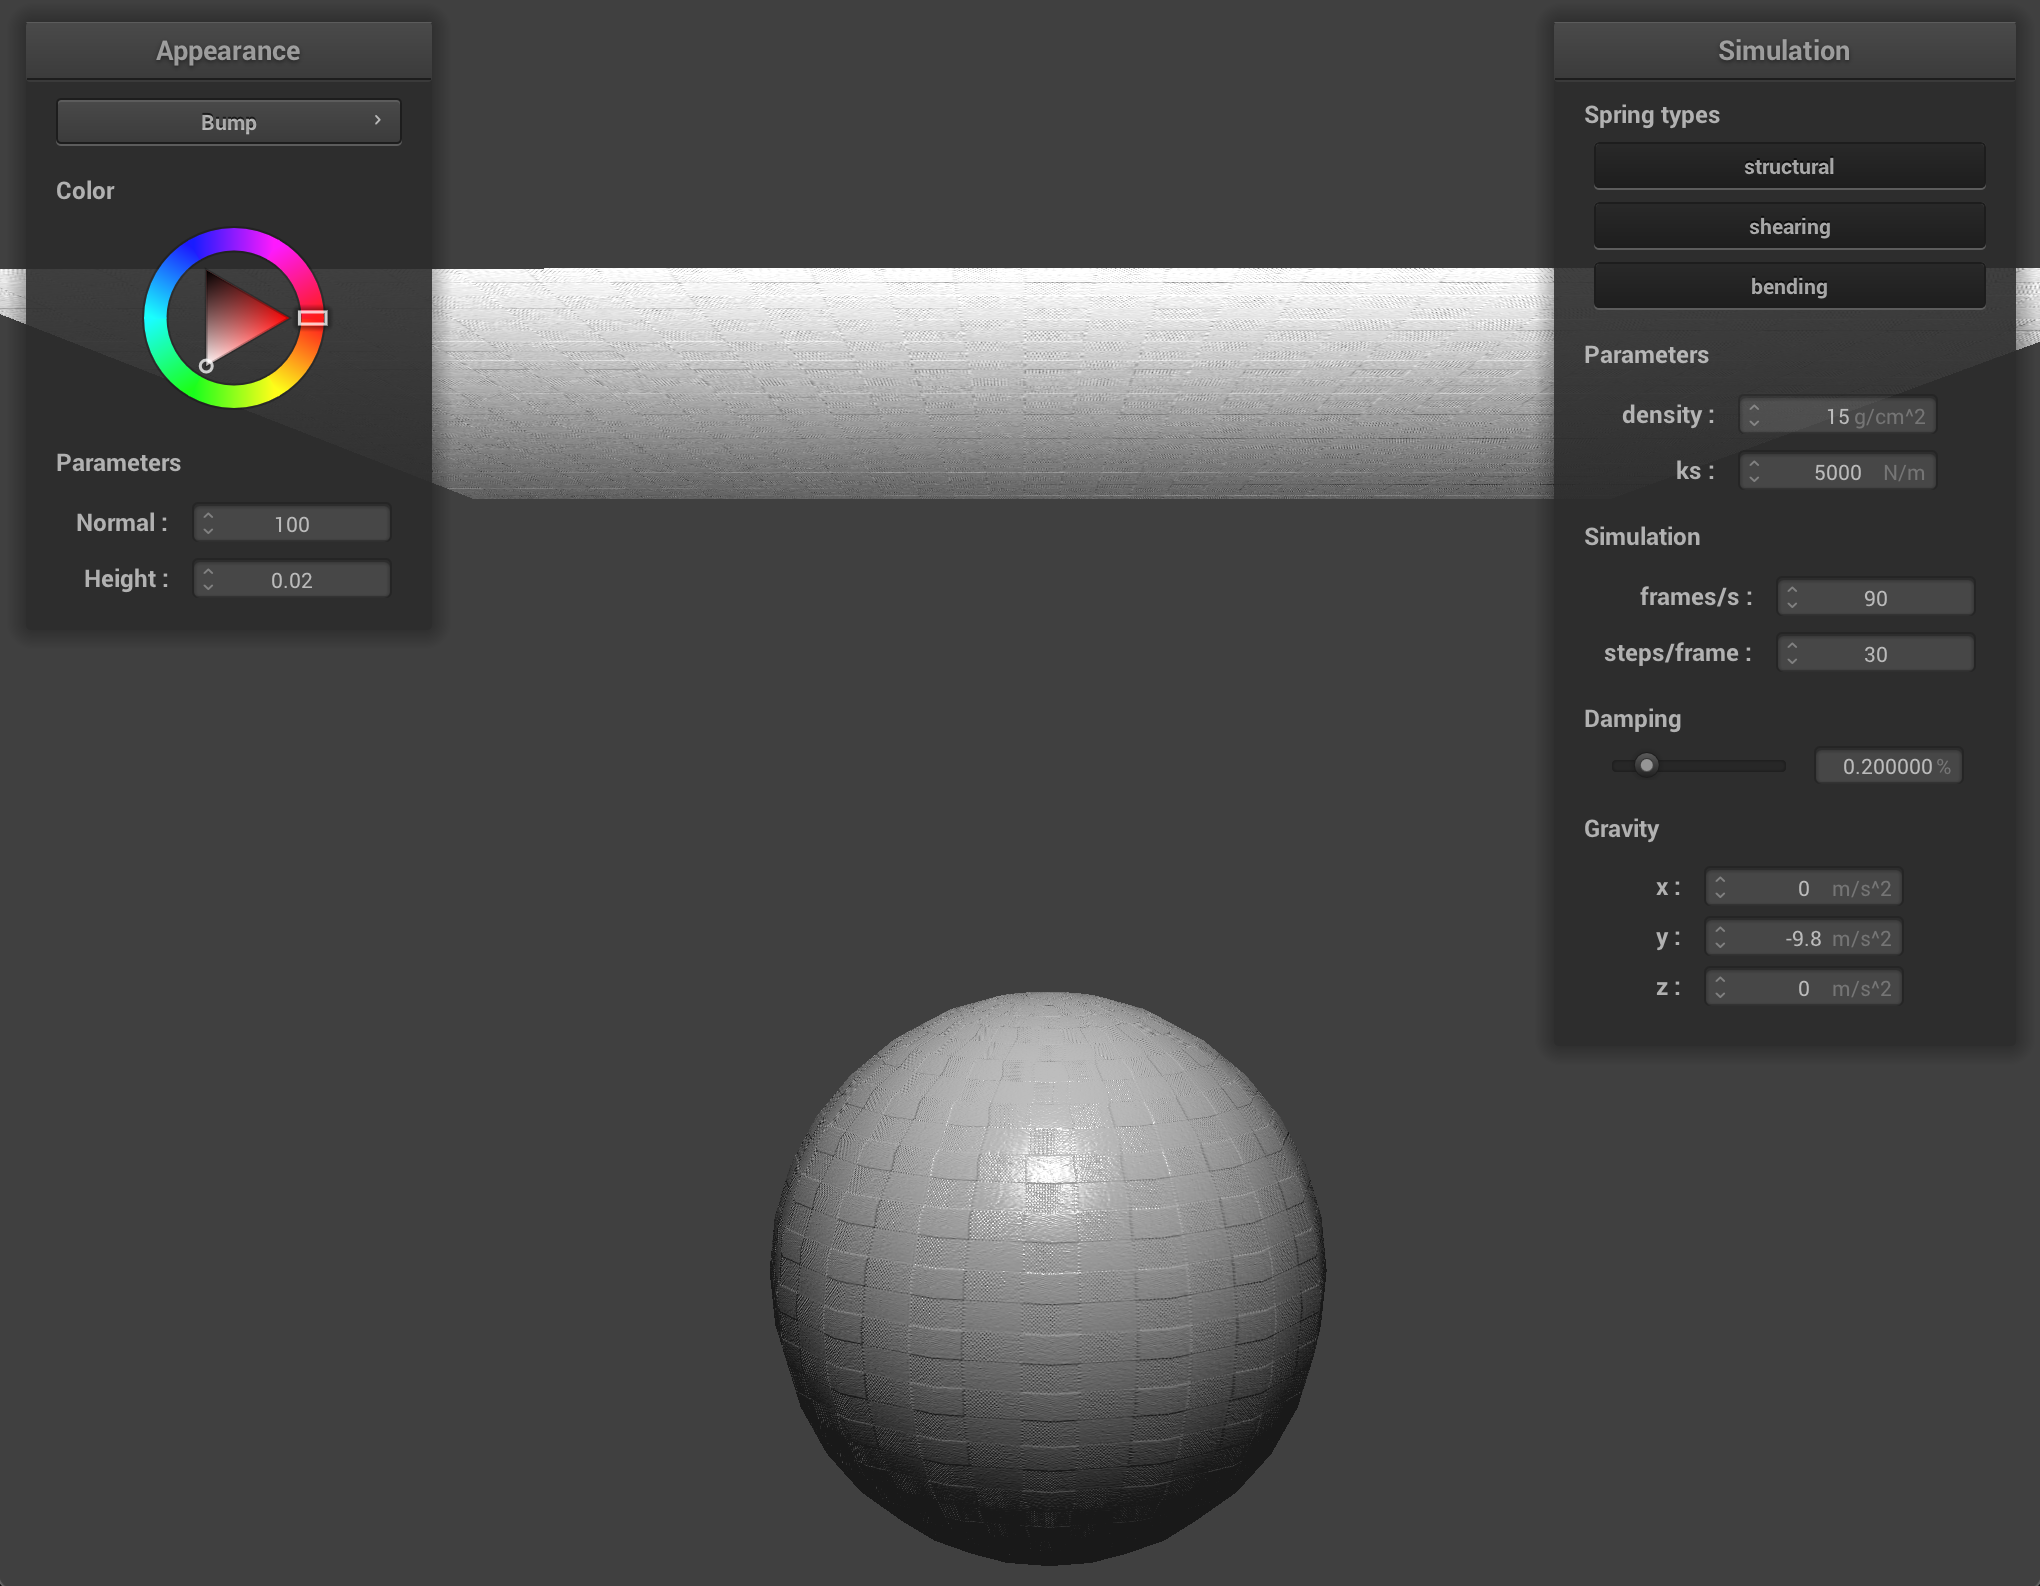 Appearance
Bump
Color
Parameters
Normal : 100
Height : 0.02
Simulation
Spring types
structural
shearing
bending
Parameters
density : 15 g/cm^2
ks : 5000 N/m
Simulation
frames/s : 90
steps/frame : 30
Damping
0.200000 %
Gravity
x : 0 m/s^2
y : -9.8 m/s^2
z : 0 m/s^2